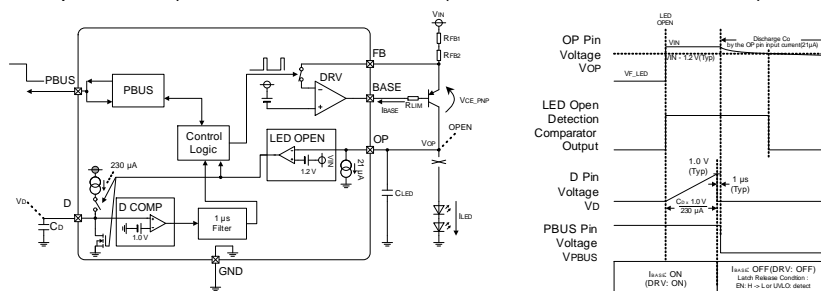 VIN
RFB1
RFB2
FB
BASE
DRV
IBASE
RLIM
VCE_PNP
PBUS
PBUS
Control
Logic
LED OPEN
OP
VOP
OPEN
VIN
1.2 V
21 µA
CLED
ILED
230 µA
VD
D
CD
D COMP
1.0 V
1 µs
Filter
GND
LED
OPEN
OP Pin
Voltage
VOP
VIN
VIN - 1.2 V(Typ)
VF_LED
Discharge Co
by the OP pin input current(21µA)
LED Open
Detection
Comparator
Output
D Pin
Voltage
VD
1.0 V
(Typ)
1 µs
(Typ)
CD x 1.0 V
230 µA
PBUS Pin
Voltage
VPBUS
IBASE ON
(DRV: ON)
IBASE OFF(DRV: OFF)
Latch Release Condtion :
EN: H -> L or UVLO: detect